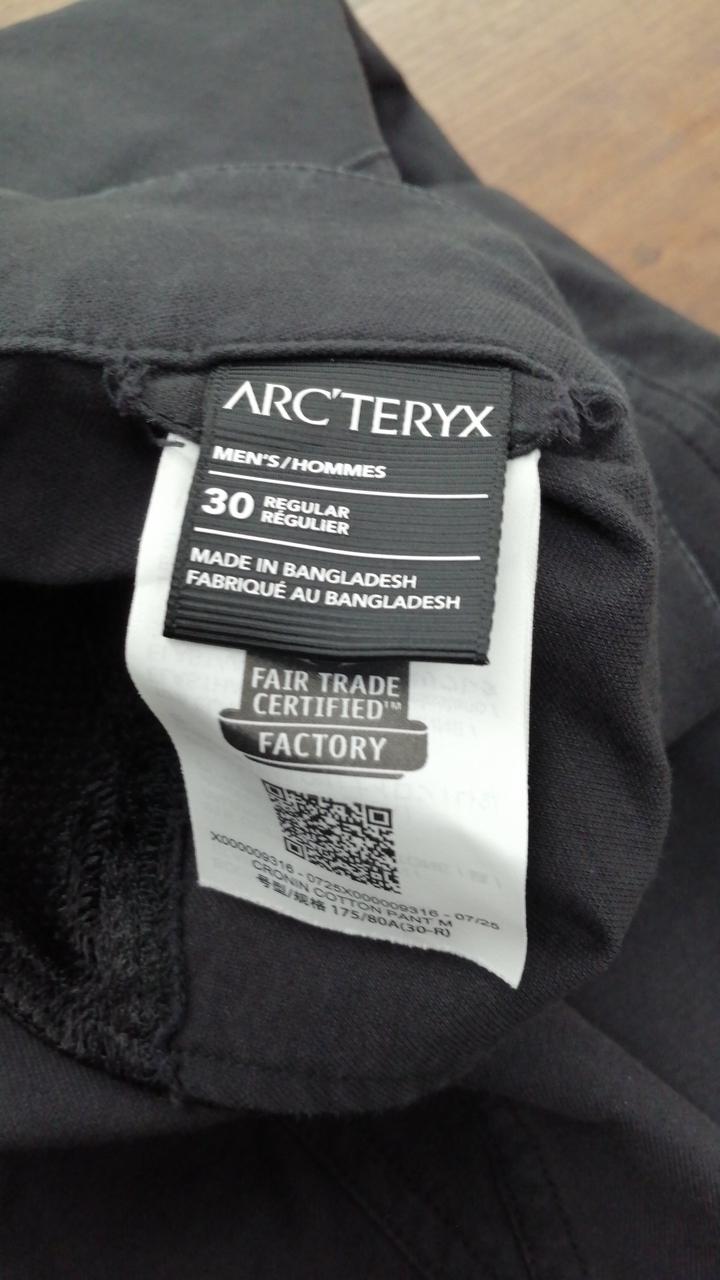 ARC'TERYX
MEN'S/HOMMES
30 REGULAR
RÉGULIER
MADE IN BANGLADESH
FABRIQUÉ AU BANGLADESH
FAIR TRADE
CERTIFIED™
FACTORY
X000009316 - 0725X000009316 - 07/25
CRONIN COTTON PANT M
号型/规格 175/80A(30-R)